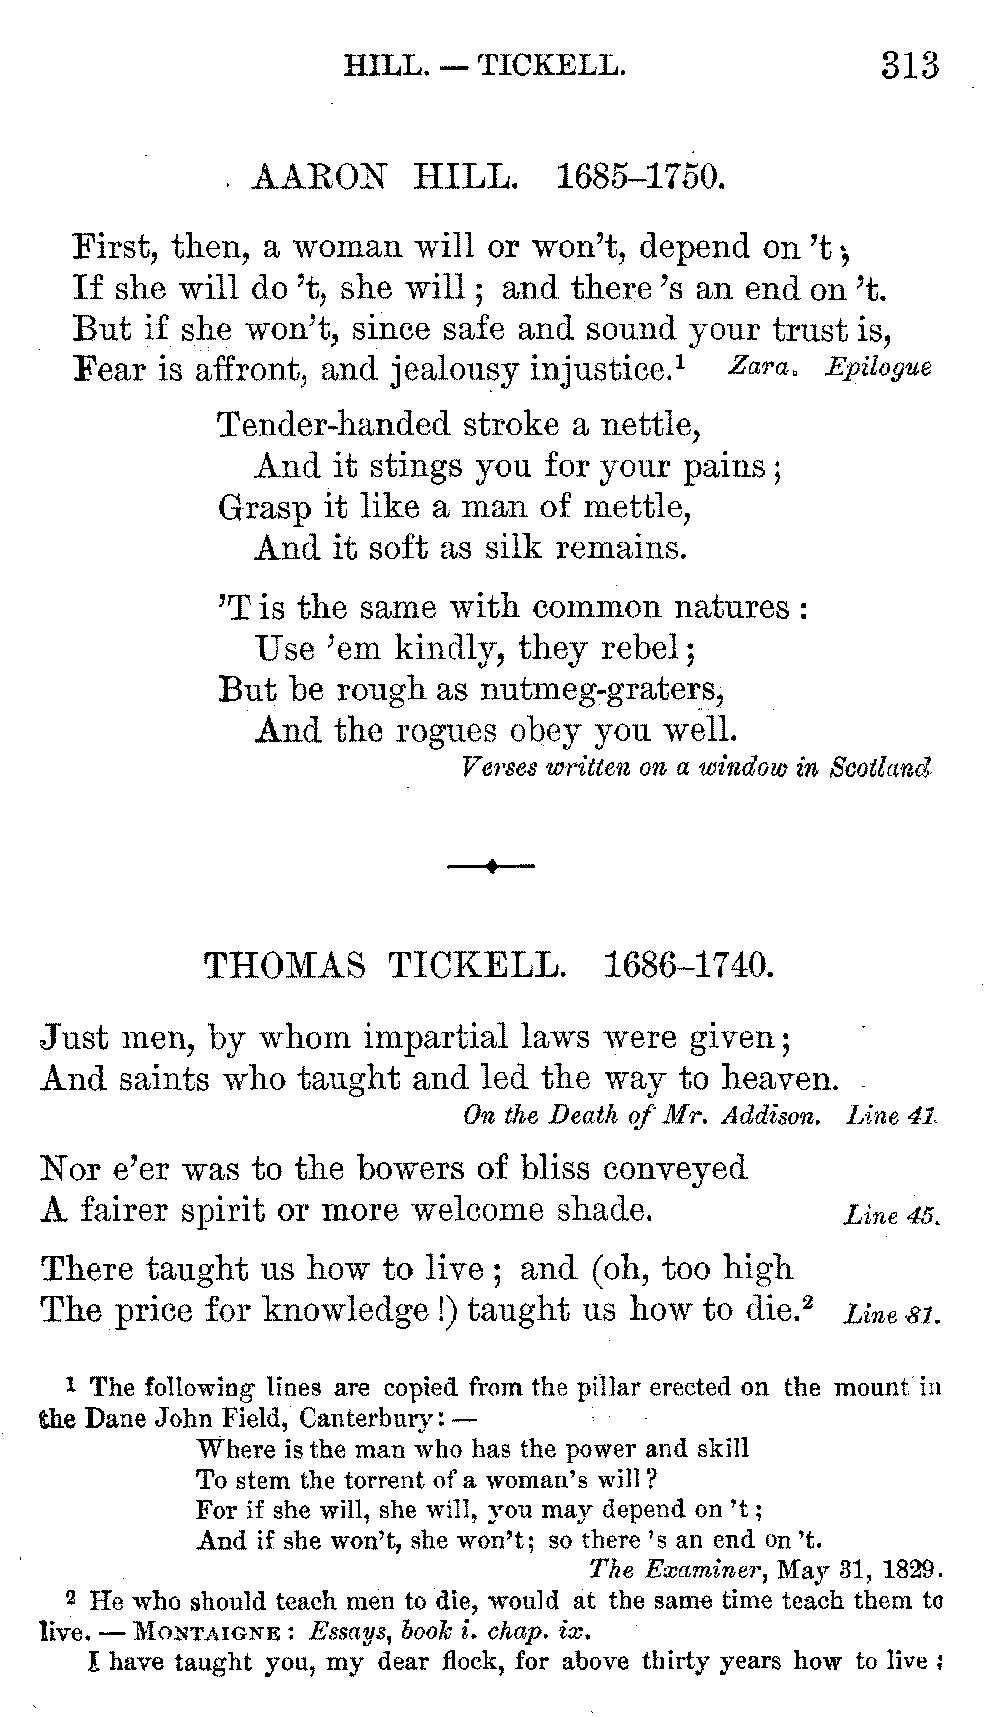 HILL. — TICKELL. 313
AARON HILL. 1685–1750.
First, then, a woman will or won't, depend on 't;
If she will do 't, she will; and there 's an end on 't.
But if she won't, since safe and sound your trust is,
Fear is affront, and jealousy injustice.¹ Zara. Epilogue
Tender-handed stroke a nettle,
And it stings you for your pains;
Grasp it like a man of mettle,
And it soft as silk remains.
'T is the same with common natures:
Use 'em kindly, they rebel;
But be rough as nutmeg-graters,
And the rogues obey you well.
Verses written on a window in Scotland
THOMAS TICKELL. 1686–1740.
Just men, by whom impartial laws were given;
And saints who taught and led the way to heaven.
On the Death of Mr. Addison. Line 41.
Nor e'er was to the bowers of bliss conveyed
A fairer spirit or more welcome shade. Line 45.
There taught us how to live; and (oh, too high
The price for knowledge!) taught us how to die.² Line 81.
¹ The following lines are copied from the pillar erected on the mount in
the Dane John Field, Canterbury: —
Where is the man who has the power and skill
To stem the torrent of a woman's will?
For if she will, she will, you may depend on 't;
And if she won't, she won't; so there 's an end on 't.
The Examiner, May 31, 1829.
² He who should teach men to die, would at the same time teach them to
live. — MONTAIGNE: Essays, book i. chap. ix.
I have taught you, my dear flock, for above thirty years how to live;